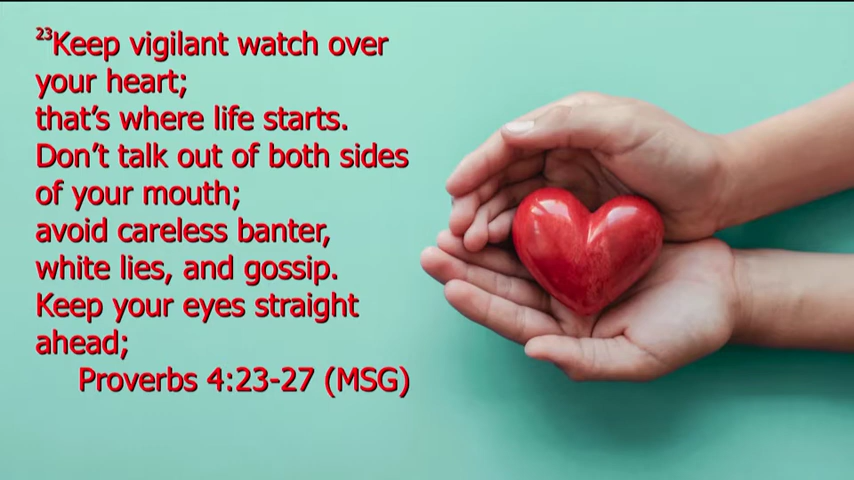 ²³Keep vigilant watch over
your heart;
that’s where life starts.
Don’t talk out of both sides
of your mouth;
avoid careless banter,
white lies, and gossip.
Keep your eyes straight
ahead;
Proverbs 4:23-27 (MSG)